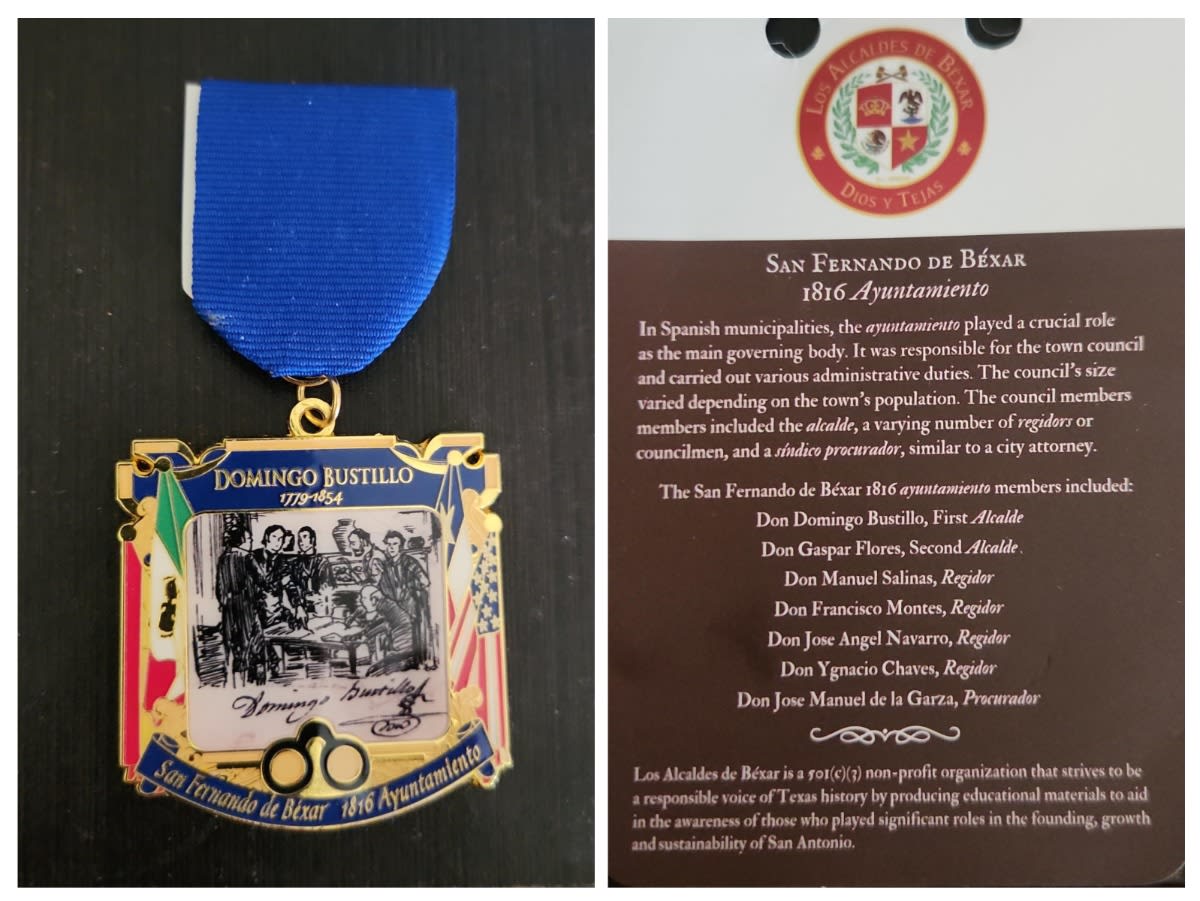 DOMINGO BUSTILLO
1779-1854
Domingo Bustillos
San Fernando de Béxar 1816 Ayuntamiento
LOS ALCALDES DE BÉXAR
DIOS Y TEJAS
SAN FERNANDO DE BÉXAR
1816 Ayuntamiento
In Spanish municipalities, the ayuntamiento played a crucial role
as the main governing body. It was responsible for the town council
and carried out various administrative duties. The council's size
varied depending on the town's population. The council members
members included the alcalde, a varying number of regidors or
councilmen, and a síndico procurador, similar to a city attorney.
The San Fernando de Béxar 1816 ayuntamiento members included:
Don Domingo Bustillo, First Alcalde
Don Gaspar Flores, Second Alcalde.
Don Manuel Salinas, Regidor
Don Francisco Montes, Regidor
Don Jose Angel Navarro, Regidor
Don Ygnacio Chaves, Regidor
Don Jose Manuel de la Garza, Procurador
Los Alcaldes de Béxar is a 501(c)(3) non-profit organization that strives to be
a responsible voice of Texas history by producing educational materials to aid
in the awareness of those who played significant roles in the founding, growth
and sustainability of San Antonio.